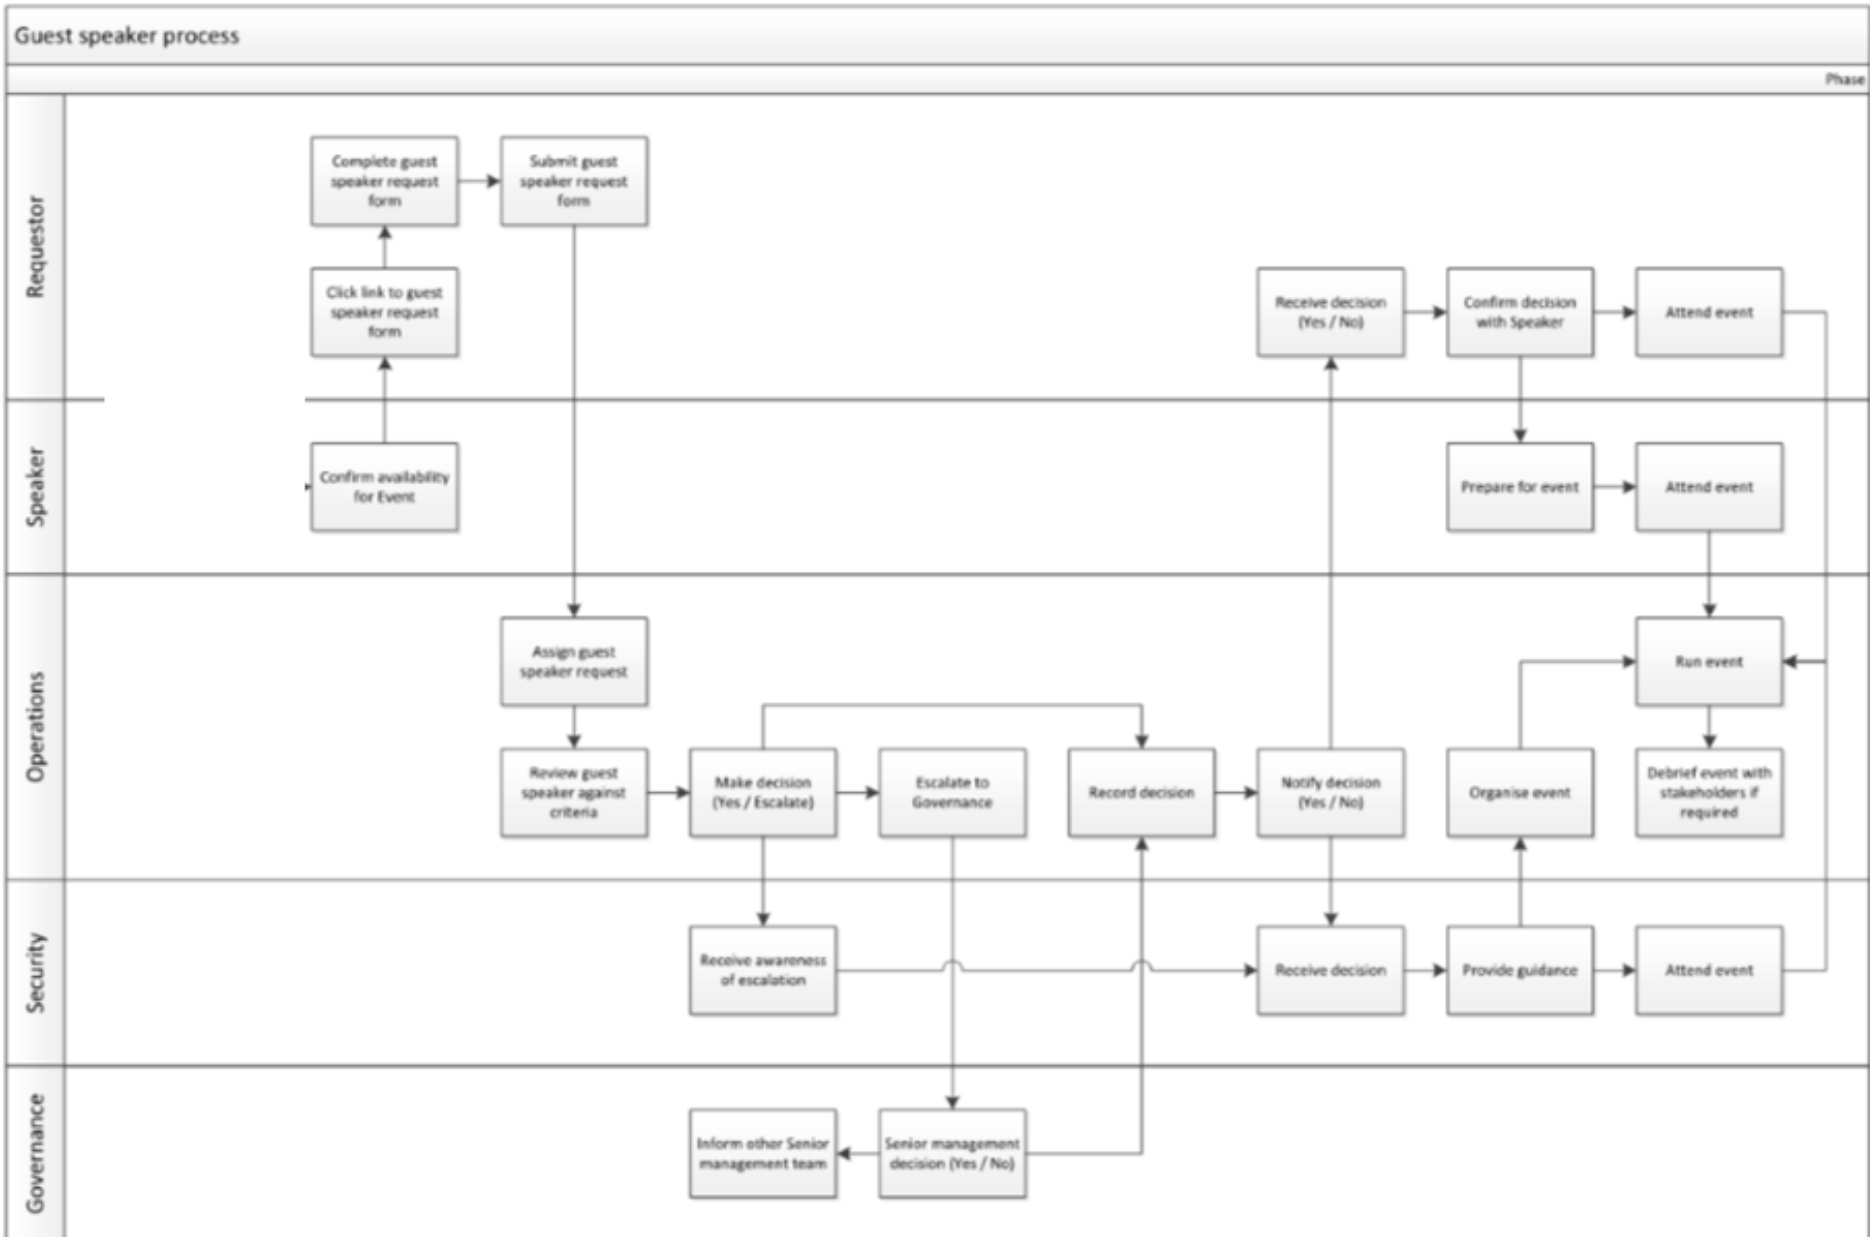 Guest speaker process
Phase
Requestor
Complete guest
speaker request
form
Submit guest
speaker request
form
Click link to guest
speaker request
form
Receive decision
(Yes / No)
Confirm decision
with Speaker
Attend event
Speaker
Confirm availability
for Event
Prepare for event
Attend event
Operations
Assign guest
speaker request
Run event
Review guest
speaker against
criteria
Make decision
(Yes / Escalate)
Escalate to
Governance
Record decision
Notify decision
(Yes / No)
Organise event
Debrief event with
stakeholders if
required
Security
Receive awareness
of escalation
Receive decision
Provide guidance
Attend event
Governance
Inform other Senior
management team
Senior management
decision (Yes / No)